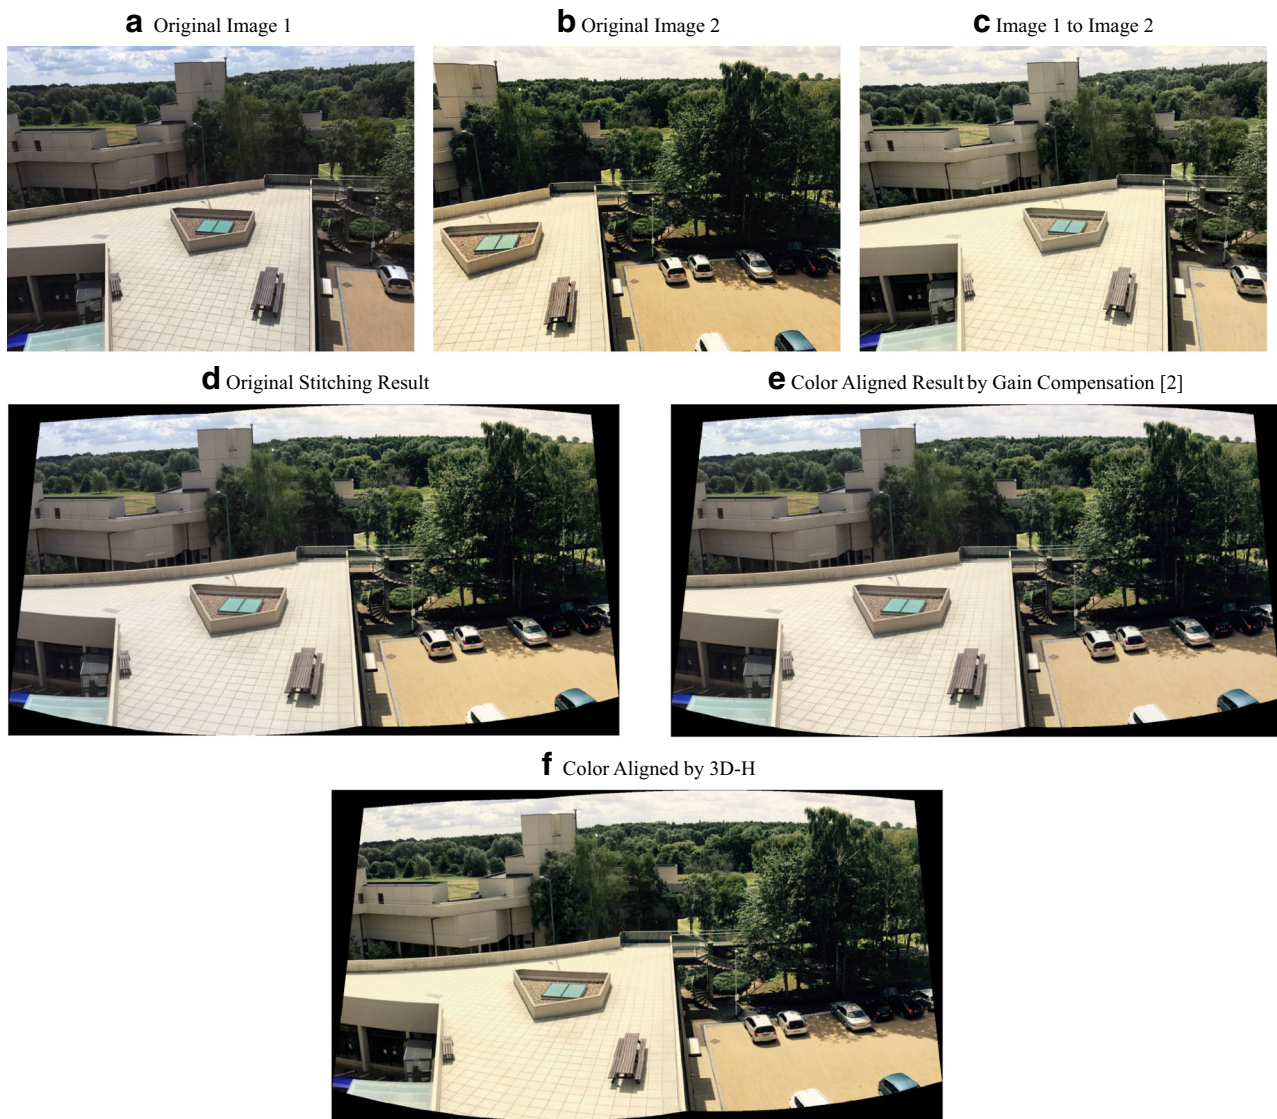 a Original Image 1
b Original Image 2
c Image 1 to Image 2
d Original Stitching Result
e Color Aligned Result by Gain Compensation [2]
f Color Aligned by 3D-H